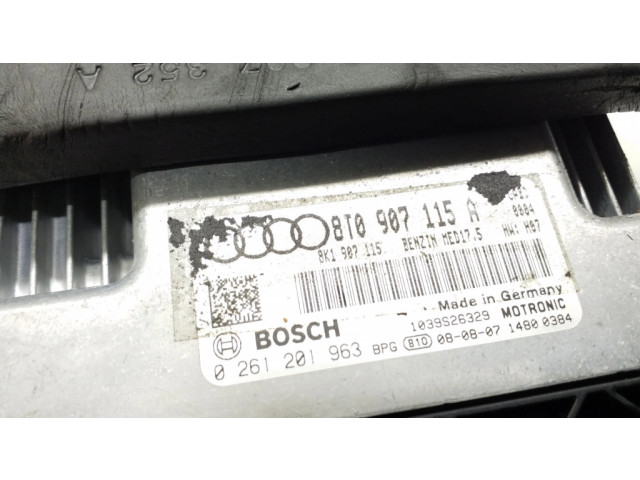 352 A
8T0 907 115 A
0004
8K1 907 115 BENZIN MED17.5 HW: H07
Made in Germany
1039S26329 MOTRONIC
BOSCH
0 261 201 963 BPG 810 08-08-07 1480 0384